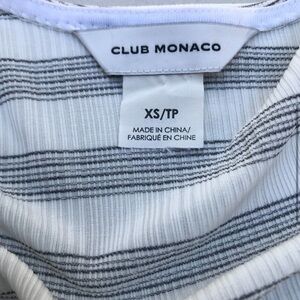 CLUB MONACO
XS/TP
MADE IN CHINA/
FABRIQUÉ EN CHINE